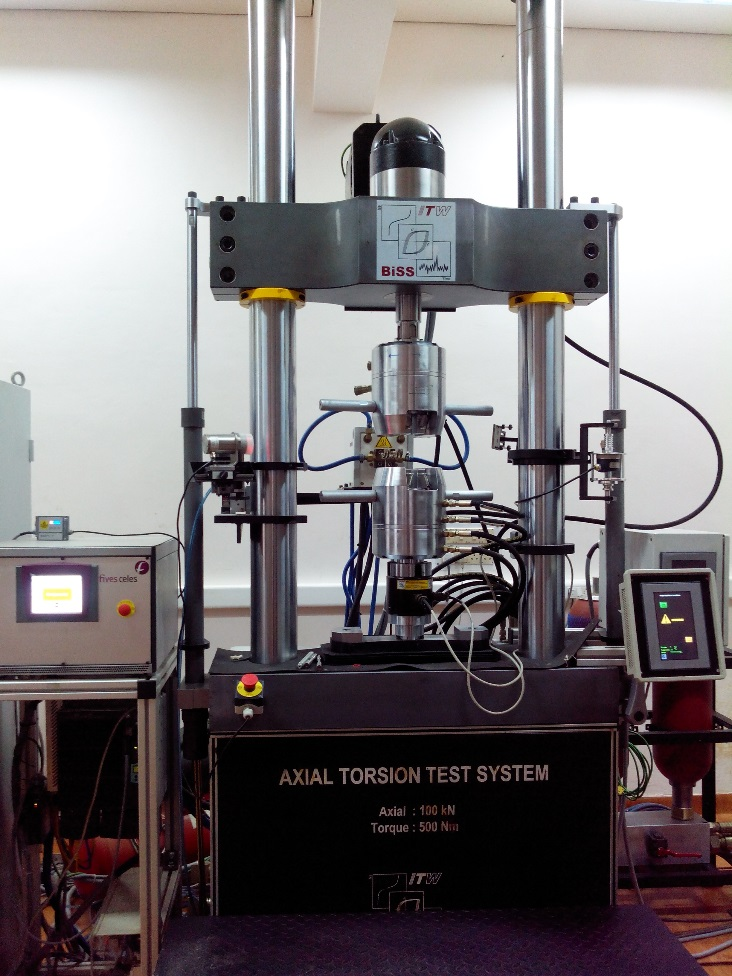 ITW
BiSS
fives celes
AXIAL TORSION TEST SYSTEM
Axial : 100 kN
Torque : 500 Nm
ITW